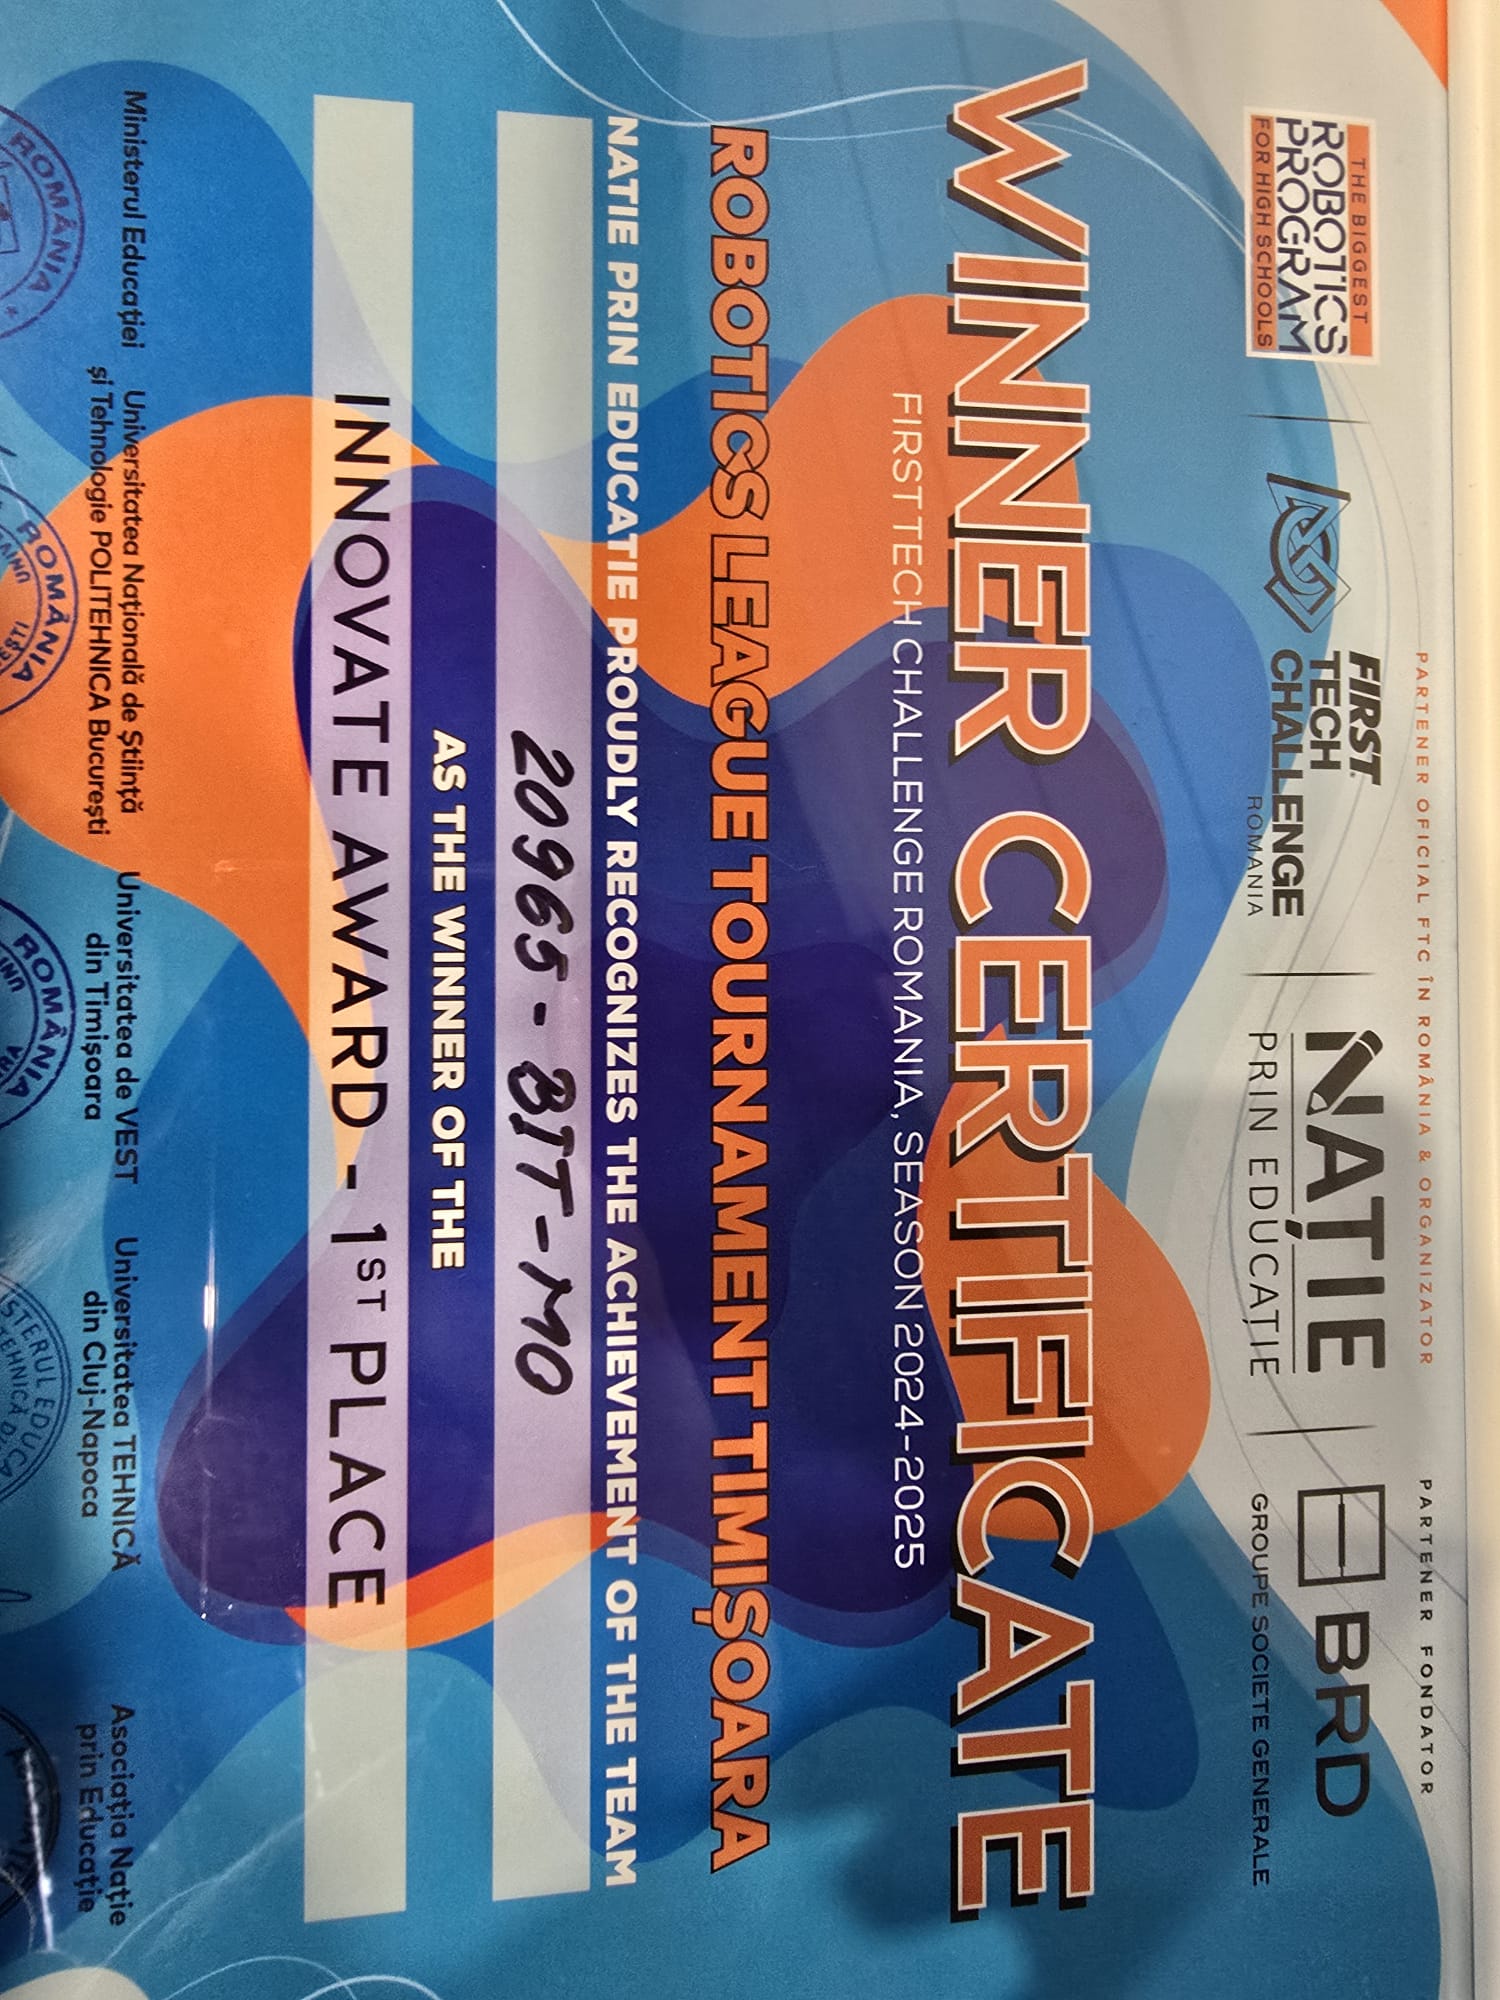 PARTENER OFICIAL FTC ÎN ROMÂNIA & ORGANIZATOR
PARTENER FONDATOR
THE BIGGEST
ROBOTICS
PROGRAM
FOR HIGH SCHOOLS
FIRST
TECH
CHALLENGE
ROMANIA
NAȚIE
PRIN EDUCAȚIE
BRD
GROUPE SOCIETE GENERALE
WINNER CERTIFICATE
FIRST TECH CHALLENGE ROMANIA, SEASON 2024-2025
ROBOTICS LEAGUE TOURNAMENT TIMIȘOARA
NATIE PRIN EDUCATIE PROUDLY RECOGNIZES THE ACHIEVEMENT OF THE TEAM
20965 - BIT-MO
AS THE WINNER OF THE
INNOVATE AWARD - 1ST PLACE
Ministerul Educației
Universitatea Națională de Știință
și Tehnologie POLITEHNICA București
Universitatea de VEST
din Timișoara
Universitatea TEHNICĂ
din Cluj-Napoca
Asociația Nație
prin Educație
ROMÂNIA
ROMÂNIA
ROMÂNIA